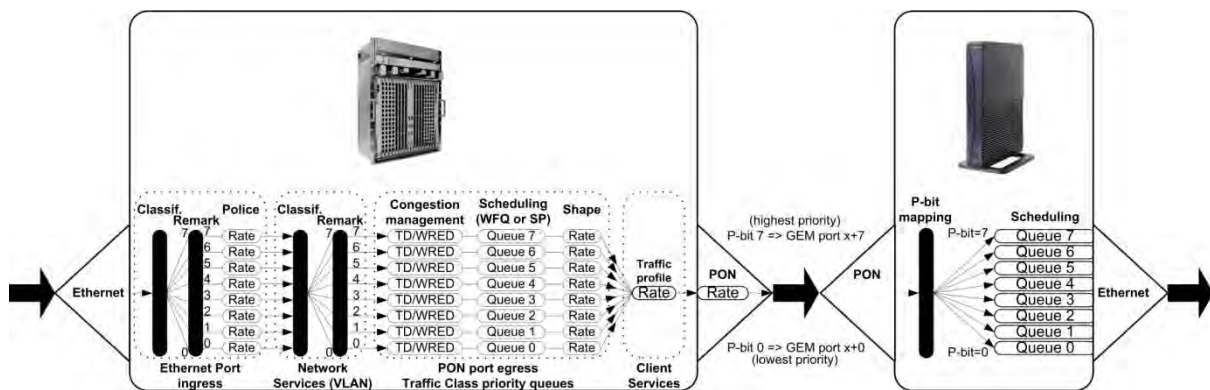 Classif.
Remark
Police
Classif.
Remark
Congestion
management
Scheduling
(WFQ or SP)
Shape
7 Rate 7 TD/WRED Queue 7 Rate
6 Rate 6 TD/WRED Queue 6 Rate
5 Rate 5 TD/WRED Queue 5 Rate
4 Rate 4 TD/WRED Queue 4 Rate
3 Rate 3 TD/WRED Queue 3 Rate
2 Rate 2 TD/WRED Queue 2 Rate
1 Rate 1 TD/WRED Queue 1 Rate
0 Rate 0 TD/WRED Queue 0 Rate
7
7
0
0
Ethernet
Ethernet Port
ingress
Network
Services (VLAN)
PON port egress
Traffic Class priority queues
Traffic
profile
Rate
Client
Services
PON
Rate
(highest priority)
P-bit 7 => GEM port x+7
P-bit 0 => GEM port x+0
(lowest priority)
PON
P-bit
mapping
P-bit=7
P-bit=0
Scheduling
Queue 7
Queue 6
Queue 5
Queue 4
Queue 3
Queue 2
Queue 1
Queue 0
Ethernet